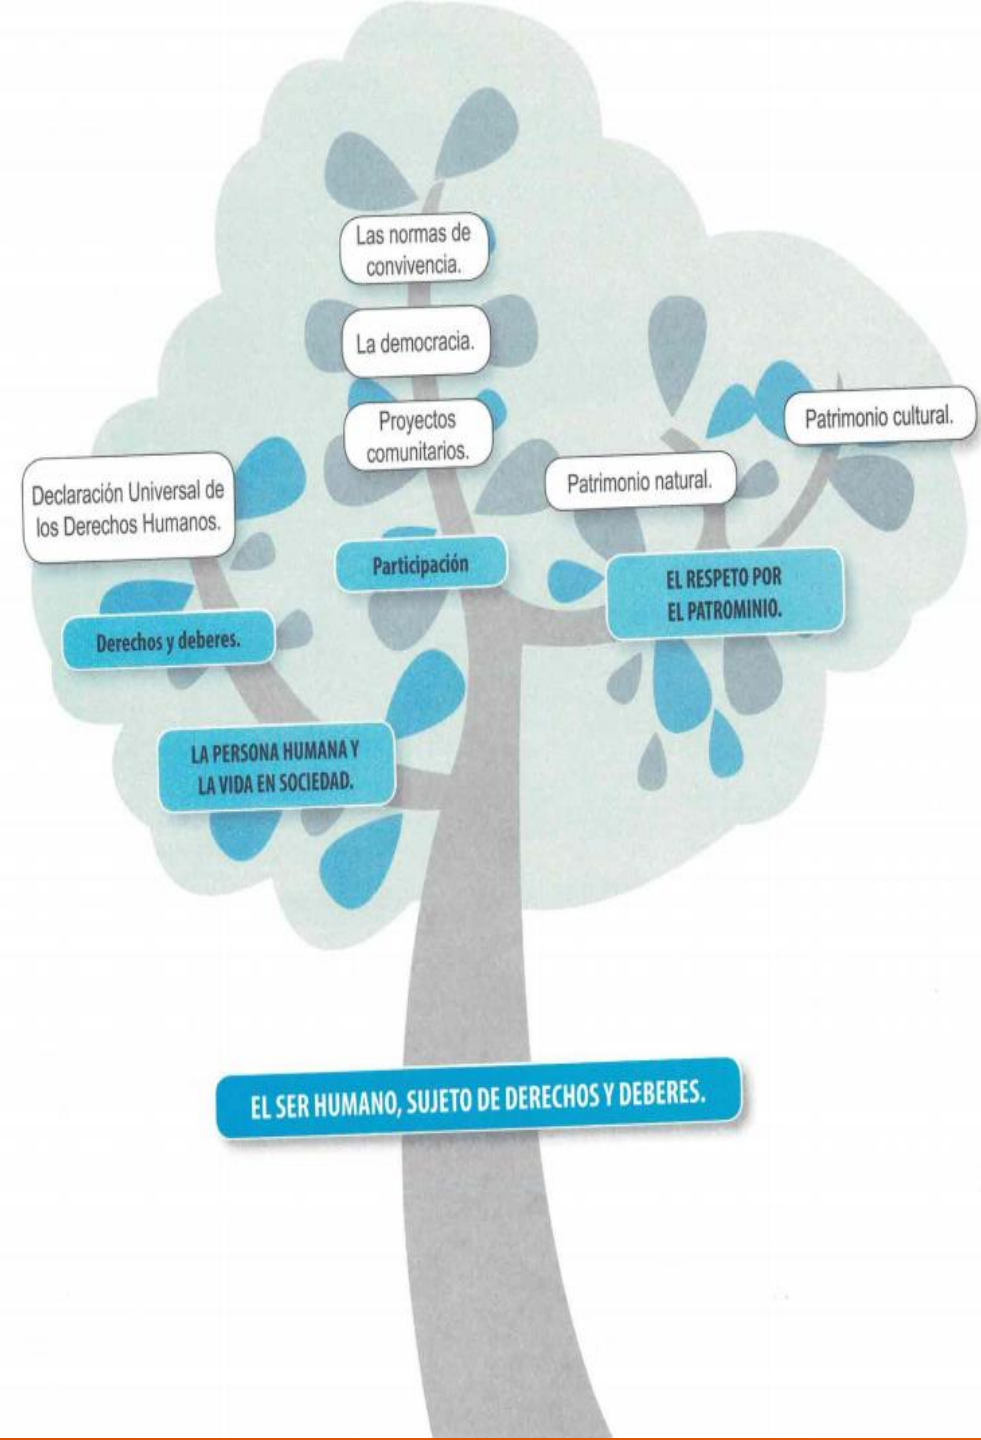 Las normas de
convivencia.
La democracia.
Proyectos
comunitarios.
Patrimonio cultural.
Patrimonio natural.
Declaración Universal de
los Derechos Humanos.
Participación
EL RESPETO POR
EL PATROMINIO.
Derechos y deberes.
LA PERSONA HUMANA Y
LA VIDA EN SOCIEDAD.
EL SER HUMANO, SUJETO DE DERECHOS Y DEBERES.